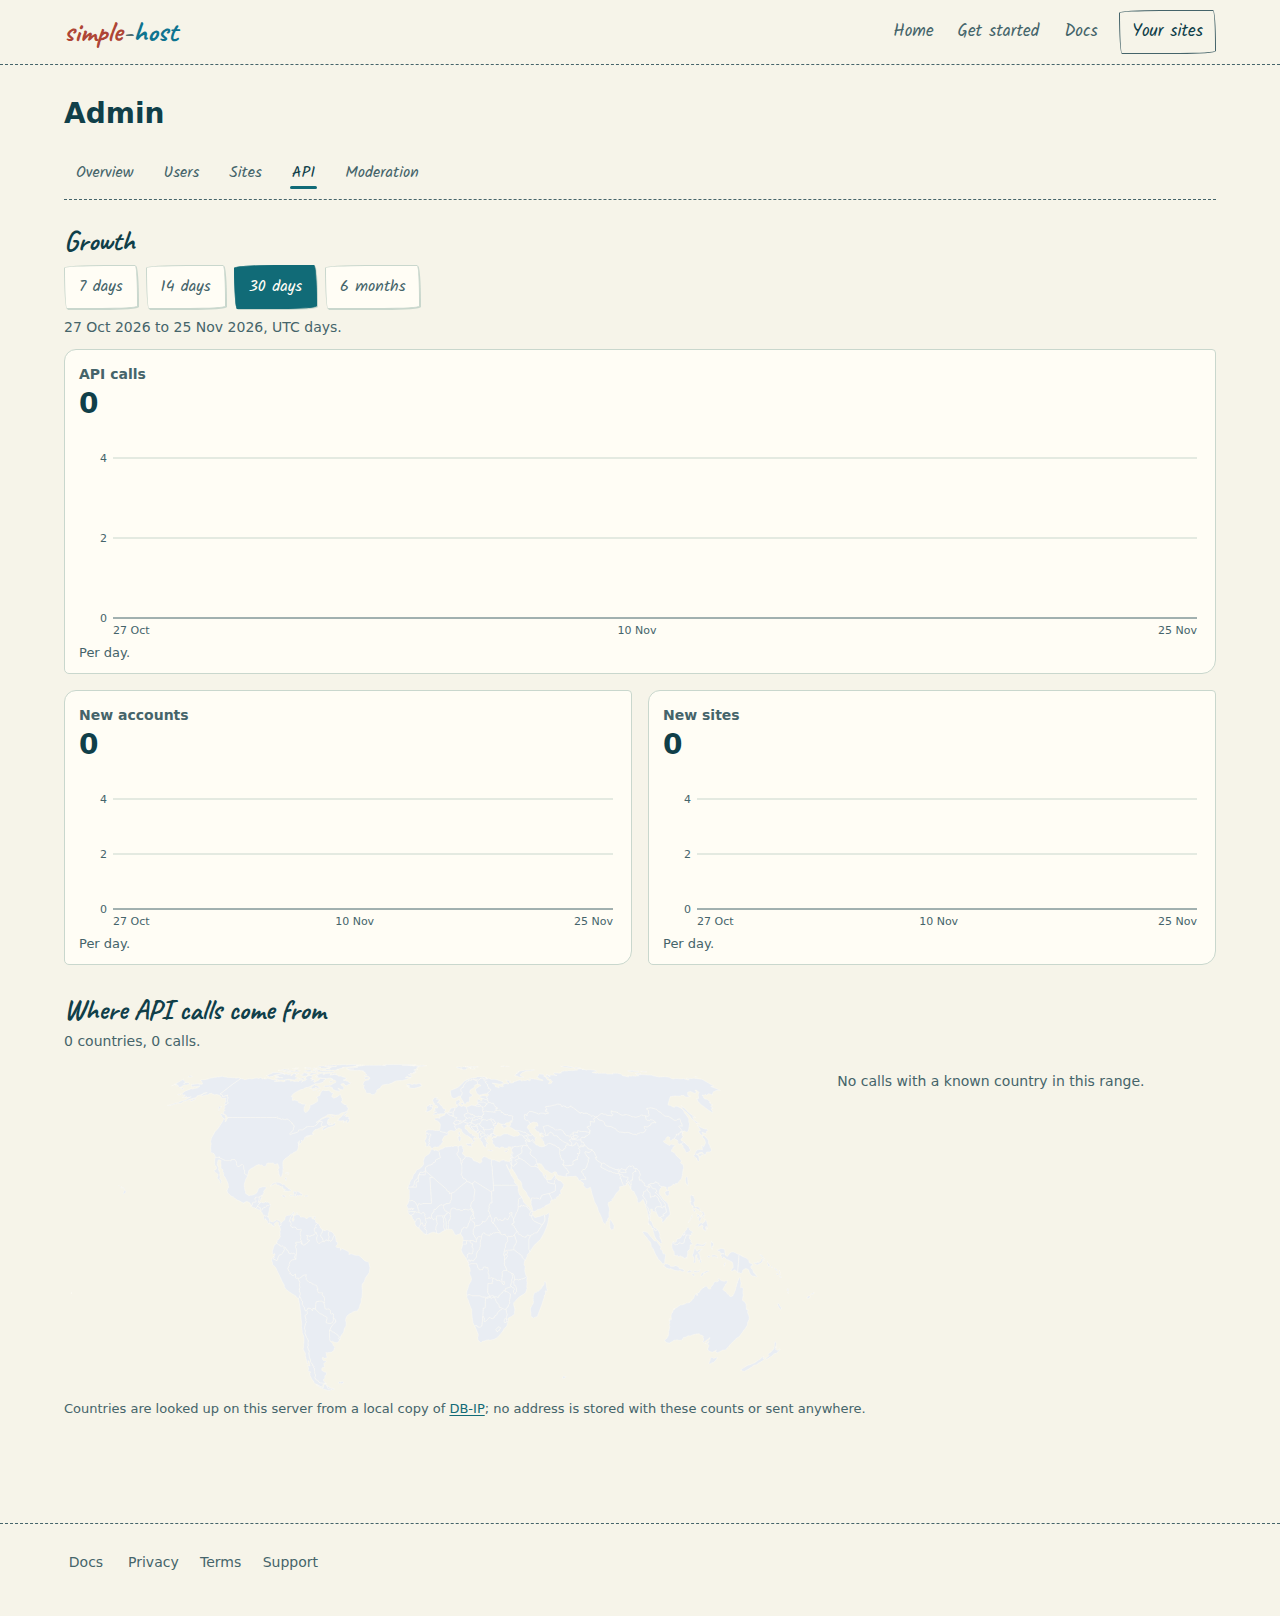 simple-host
Home Get started Docs Your sites
Admin
Overview Users Sites API Moderation
Growth
7 days 14 days 30 days 6 months
27 Oct 2026 to 25 Nov 2026, UTC days.
API calls
0
4
2
0
27 Oct 10 Nov 25 Nov
Per day.
New accounts
0
4
2
0
27 Oct 10 Nov 25 Nov
Per day.
New sites
0
4
2
0
27 Oct 10 Nov 25 Nov
Per day.
Where API calls come from
0 countries, 0 calls.
No calls with a known country in this range.
Countries are looked up on this server from a local copy of DB-IP; no address is stored with these counts or sent anywhere.
Docs Privacy Terms Support